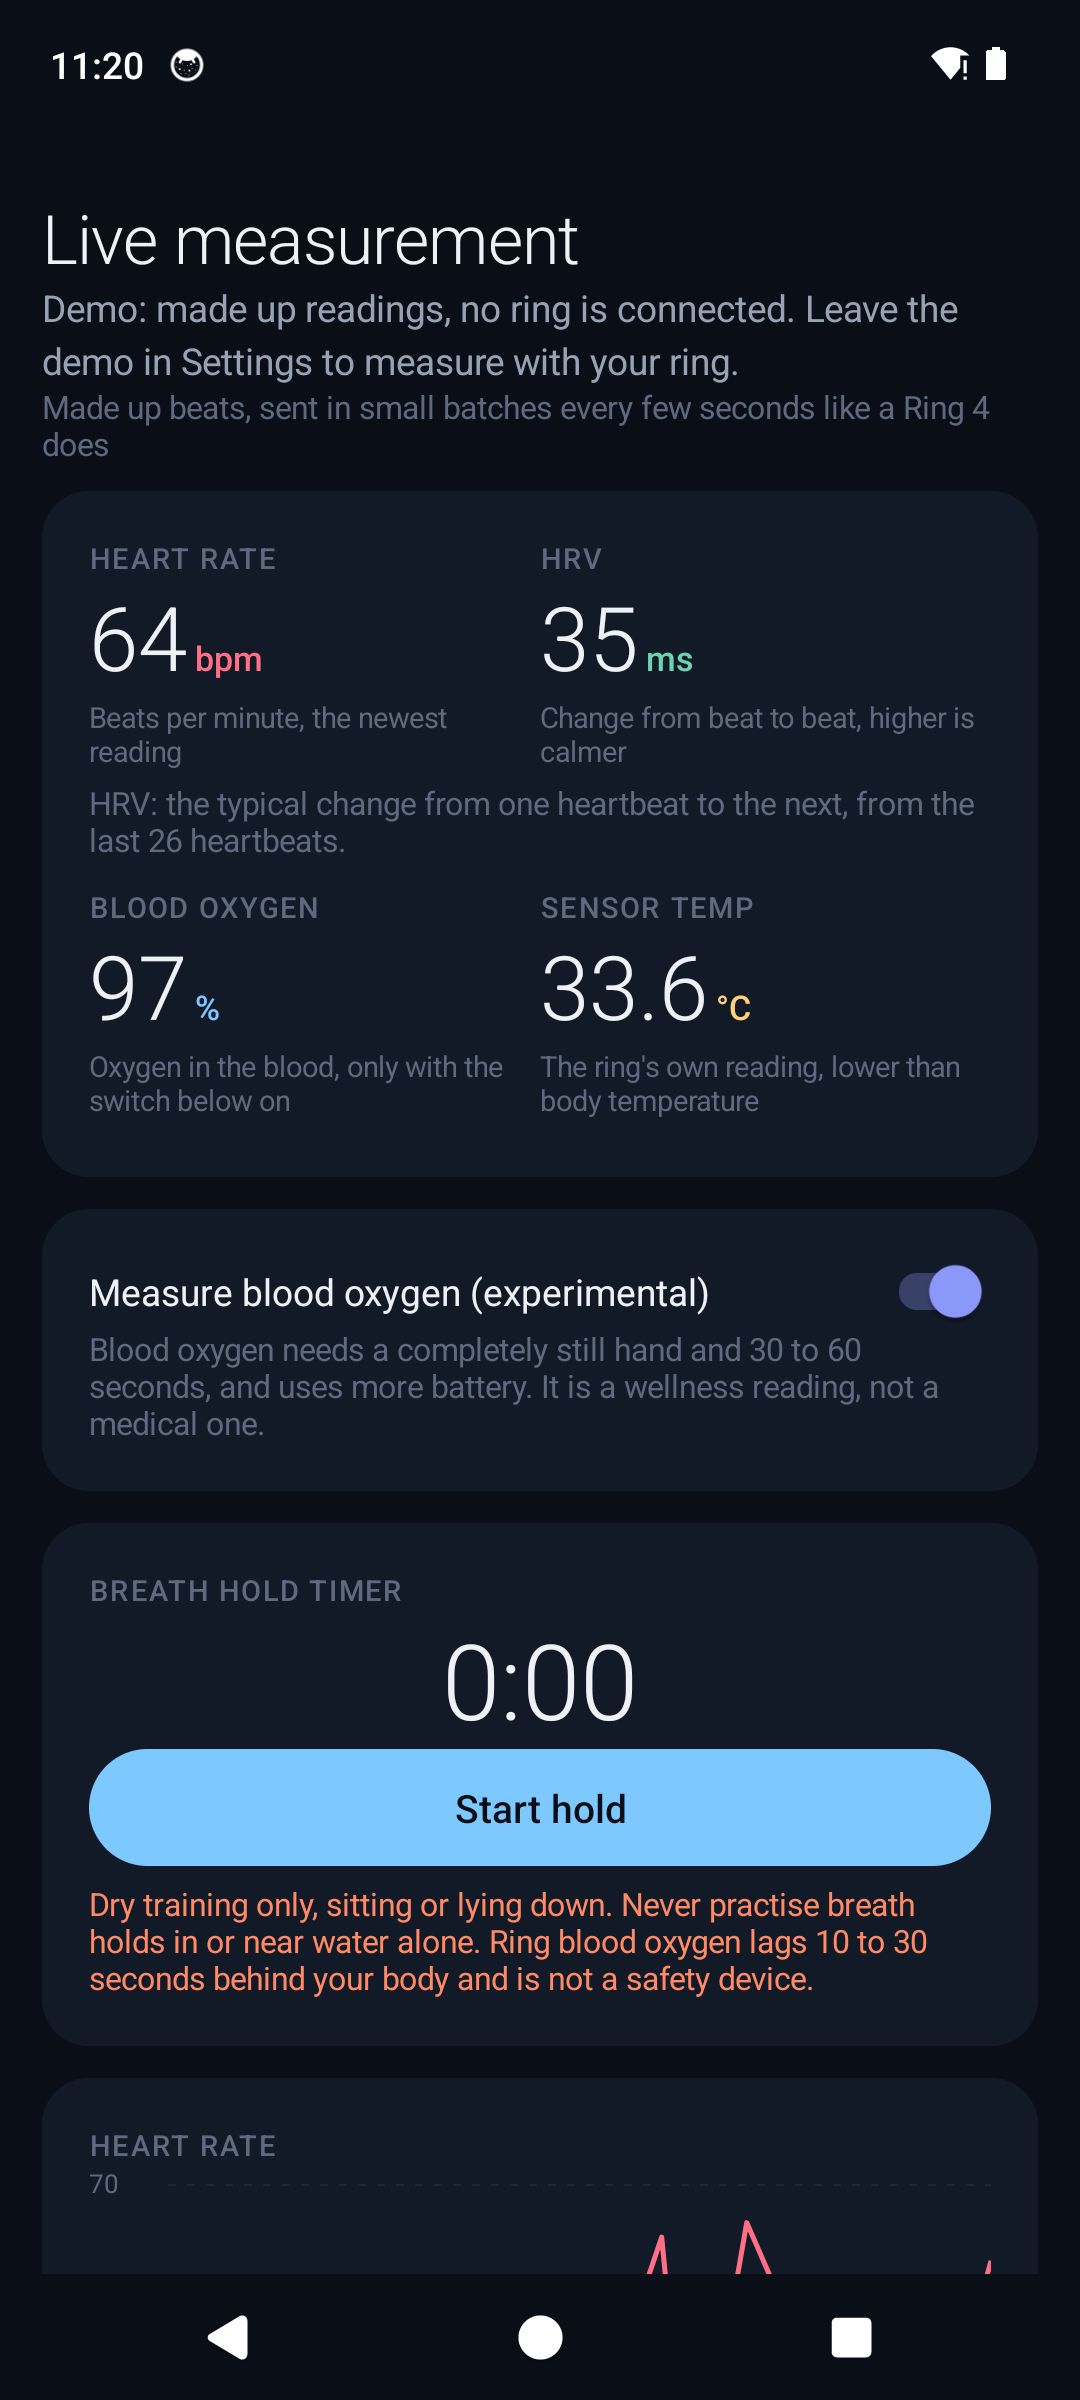 11:20
Live measurement
Demo: made up readings, no ring is connected. Leave the
demo in Settings to measure with your ring.
Made up beats, sent in small batches every few seconds like a Ring 4
does
HEART RATE
64 bpm
Beats per minute, the newest
reading
HRV
35 ms
Change from beat to beat, higher is
calmer
HRV: the typical change from one heartbeat to the next, from the
last 26 heartbeats.
BLOOD OXYGEN
97 %
Oxygen in the blood, only with the
switch below on
SENSOR TEMP
33.6 °C
The ring's own reading, lower than
body temperature
Measure blood oxygen (experimental)
Blood oxygen needs a completely still hand and 30 to 60
seconds, and uses more battery. It is a wellness reading, not a
medical one.
BREATH HOLD TIMER
0:00
Start hold
Dry training only, sitting or lying down. Never practise breath
holds in or near water alone. Ring blood oxygen lags 10 to 30
seconds behind your body and is not a safety device.
HEART RATE
70